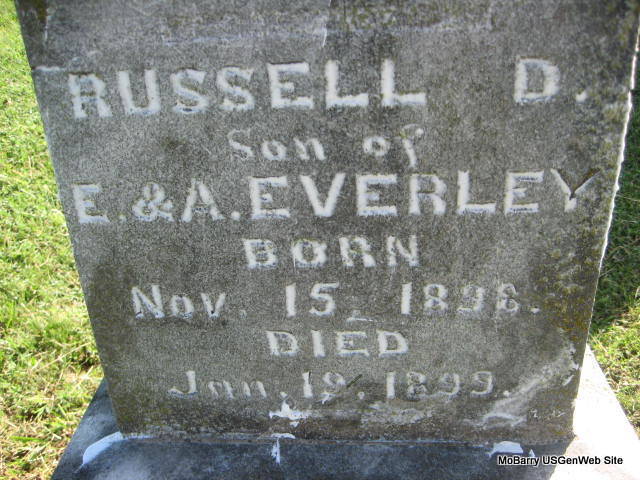 RUSSELL D.
Son of
E. & A. EVERLEY
BORN
Nov. 15, 1898.
DIED
Jan. 19, 1899.
MoBarry USGenWeb Site